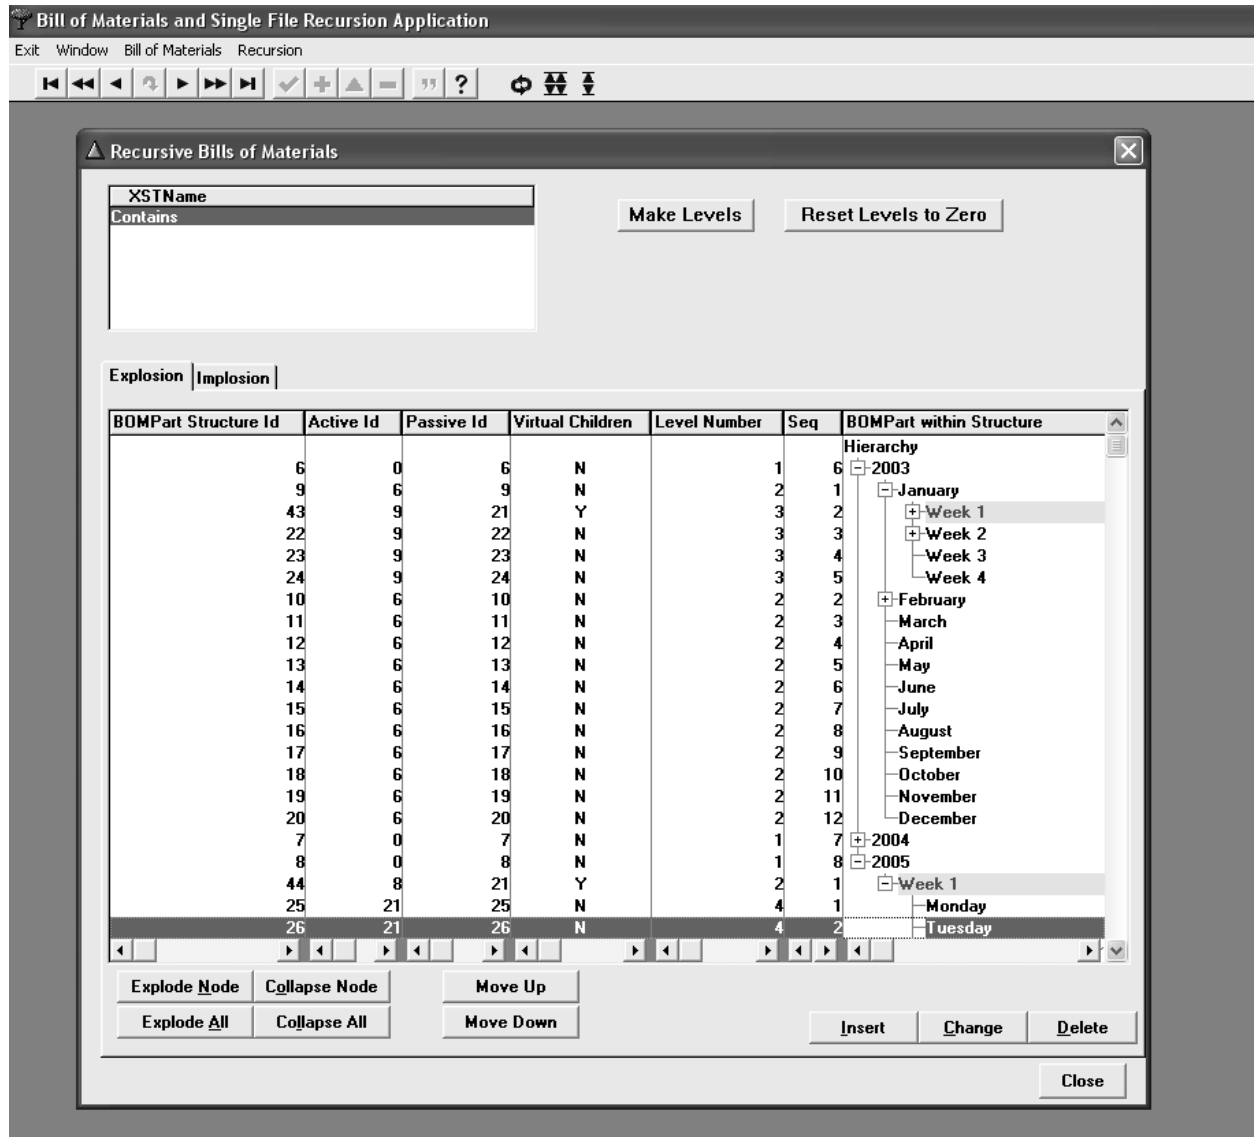 Bill of Materials and Single File Recursion Application
Exit Window Bill of Materials Recursion
?
Recursive Bills of Materials
XSTName
Contains
Make Levels Reset Levels to Zero
Explosion Implosion
BOMPart Structure Id Active Id Passive Id Virtual Children Level Number Seq BOMPart within Structure
Hierarchy
6 0 6 N 1 6 2003
9 6 9 N 2 1 January
43 9 21 Y 3 2 Week 1
22 9 22 N 3 3 Week 2
23 9 23 N 3 4 Week 3
24 9 24 N 3 5 Week 4
10 6 10 N 2 2 February
11 6 11 N 2 3 March
12 6 12 N 2 4 April
13 6 13 N 2 5 May
14 6 14 N 2 6 June
15 6 15 N 2 7 July
16 6 16 N 2 8 August
17 6 17 N 2 9 September
18 6 18 N 2 10 October
19 6 19 N 2 11 November
20 6 20 N 2 12 December
7 0 7 N 1 7 2004
8 0 8 N 1 8 2005
44 8 21 Y 2 1 Week 1
25 21 25 N 4 1 Monday
26 21 26 N 4 2 Tuesday
Explode Node Collapse Node Move Up
Explode All Collapse All Move Down
Insert Change Delete
Close